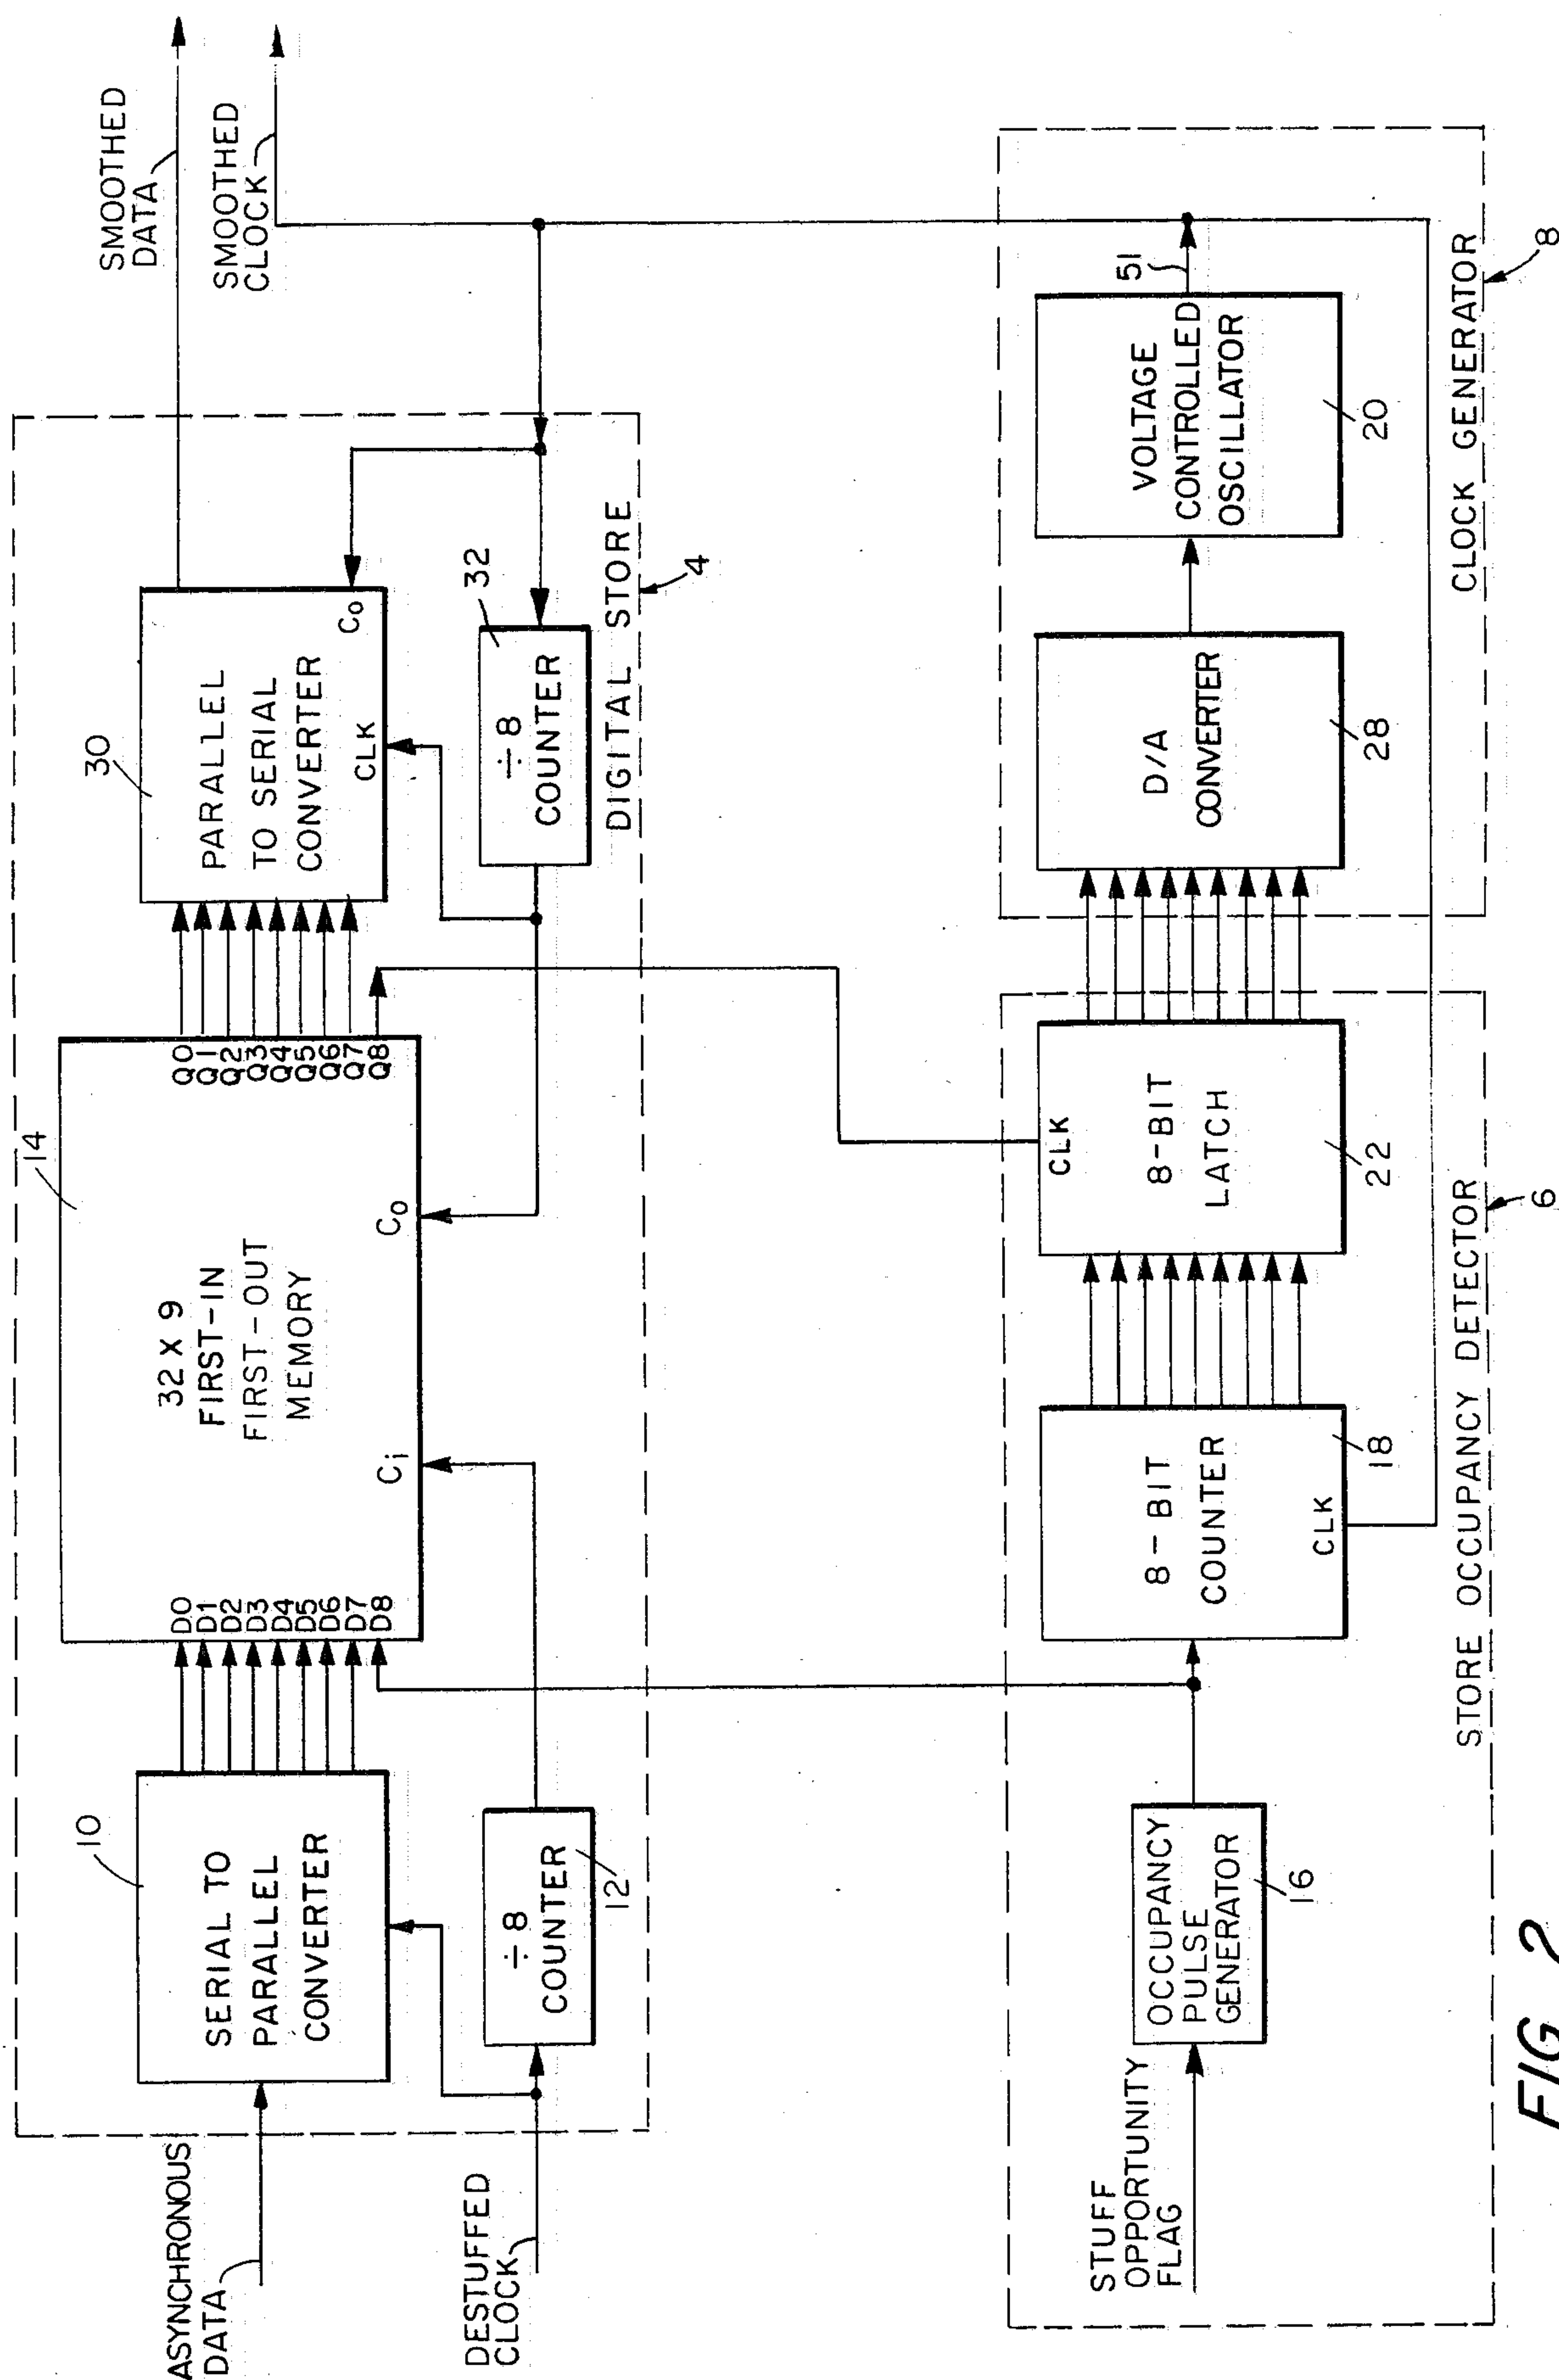 ASYNCHRONOUS
DATA
DESTUFFED
CLOCK
10
SERIAL TO
PARALLEL
CONVERTER
÷8
COUNTER
12
14
32 X 9
FIRST-IN
FIRST-OUT
MEMORY
D0
D1
D2
D3
D4
D5
D6
D7
D8
Ci
Co
Q0
Q1
Q2
Q3
Q4
Q5
Q6
Q7
Q8
30
PARALLEL
TO SERIAL
CONVERTER
CLK
Co
32
÷8
COUNTER
DIGITAL STORE
4
SMOOTHED
DATA
SMOOTHED
CLOCK
STUFF
OPPORTUNITY
FLAG
OCCUPANCY
PULSE
GENERATOR
16
8-BIT
COUNTER
CLK
18
CLK
8-BIT
LATCH
22
STORE OCCUPANCY DETECTOR
6
D/A
CONVERTER
28
VOLTAGE
CONTROLLED
OSCILLATOR
20
51
CLOCK GENERATOR
8
FIG. 2